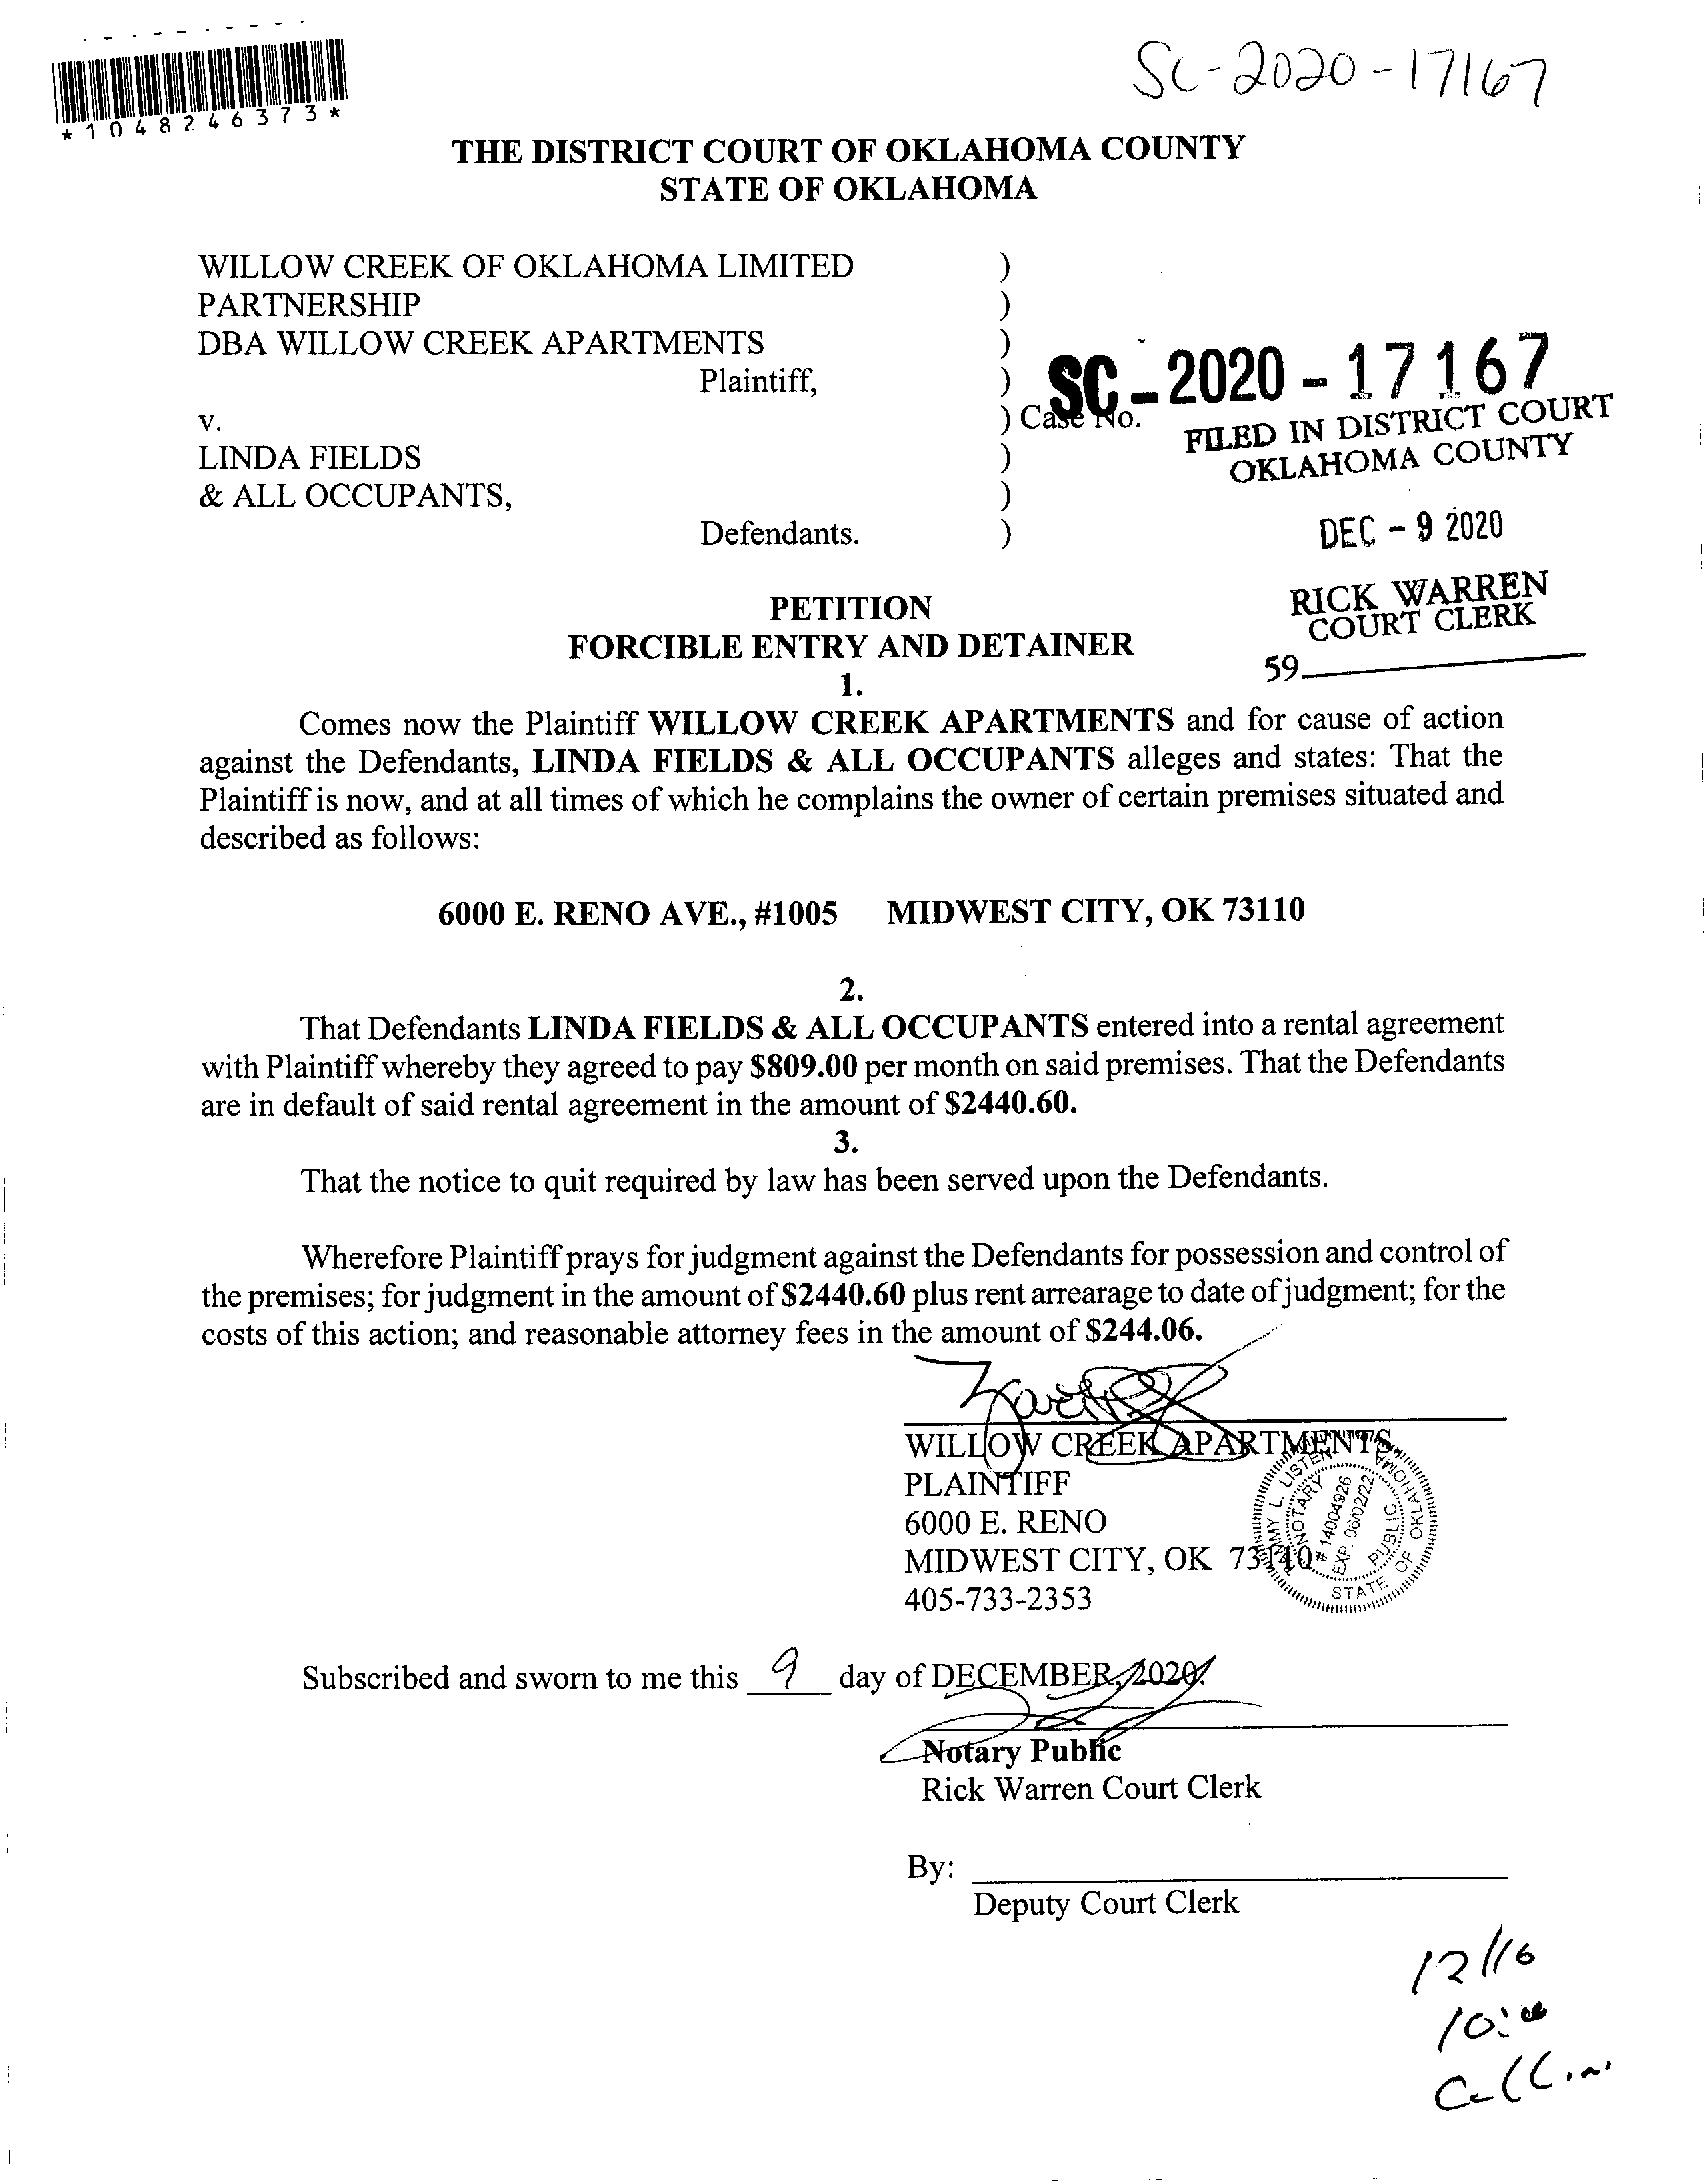 SC-2020-17167
*1048246373*
THE DISTRICT COURT OF OKLAHOMA COUNTY
STATE OF OKLAHOMA
WILLOW CREEK OF OKLAHOMA LIMITED )
PARTNERSHIP )
DBA WILLOW CREEK APARTMENTS )
Plaintiff, )
SC-2020-17167
v. ) Case No.
FILED IN DISTRICT COURT
OKLAHOMA COUNTY
LINDA FIELDS )
& ALL OCCUPANTS, )
Defendants. )
DEC - 9 2020
RICK WARREN
COURT CLERK
59
PETITION
FORCIBLE ENTRY AND DETAINER
1.
Comes now the Plaintiff WILLOW CREEK APARTMENTS and for cause of action
against the Defendants, LINDA FIELDS & ALL OCCUPANTS alleges and states: That the
Plaintiff is now, and at all times of which he complains the owner of certain premises situated and
described as follows:
6000 E. RENO AVE., #1005 MIDWEST CITY, OK 73110
2.
That Defendants LINDA FIELDS & ALL OCCUPANTS entered into a rental agreement
with Plaintiff whereby they agreed to pay $809.00 per month on said premises. That the Defendants
are in default of said rental agreement in the amount of $2440.60.
3.
That the notice to quit required by law has been served upon the Defendants.
Wherefore Plaintiff prays for judgment against the Defendants for possession and control of
the premises; for judgment in the amount of $2440.60 plus rent arrearage to date of judgment; for the
costs of this action; and reasonable attorney fees in the amount of $244.06.
WILLOW CREEK APARTMENTS,
PLAINTIFF
6000 E. RENO
MIDWEST CITY, OK 73110
405-733-2353
L. LISTEN
NOTARY PUBLIC
# 14004926
EXP. 06/02/22
STATE OF OKLAHOMA
Subscribed and sworn to me this 9 day of DECEMBER, 2020.
Notary Public
Rick Warren Court Clerk
By:
Deputy Court Clerk
12/16
10:00